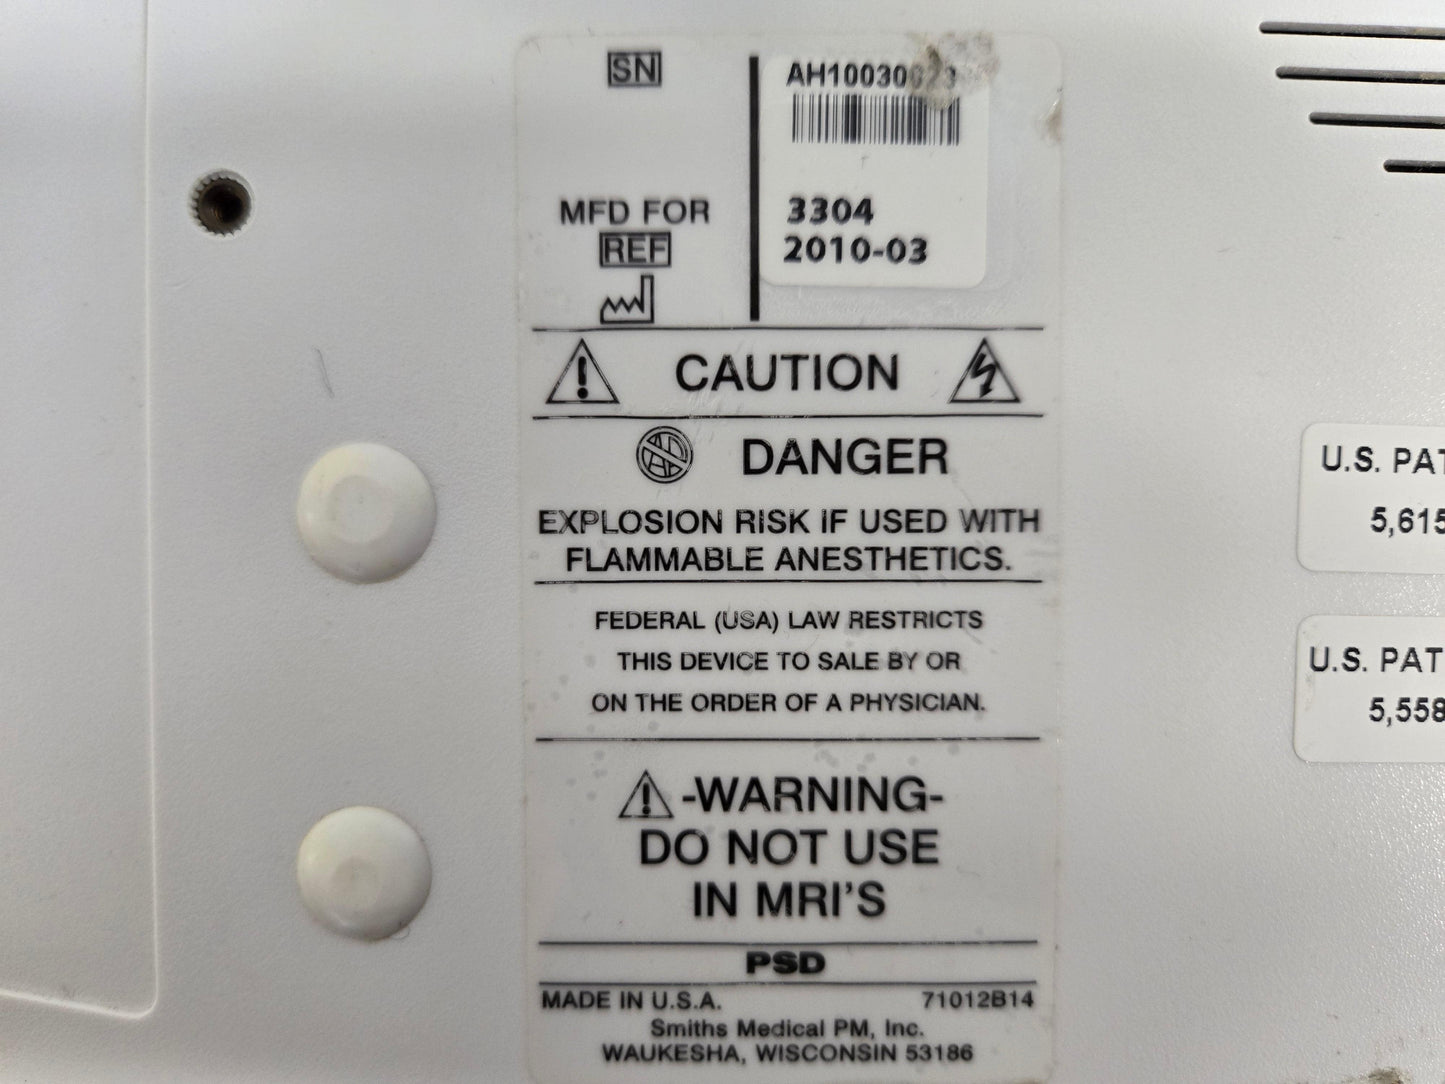 SN
MFD FOR
REF
3304
2010-03
CAUTION
DANGER
EXPLOSION RISK IF USED WITH
FLAMMABLE ANESTHETICS.
FEDERAL (USA) LAW RESTRICTS
THIS DEVICE TO SALE BY OR
ON THE ORDER OF A PHYSICIAN.
-WARNING-
DO NOT USE
IN MRI'S
PSD
MADE IN U.S.A. 71012B14
Smiths Medical PM, Inc.
WAUKESHA, WISCONSIN 53186
U.S. PAT
5,615
U.S. PAT
5,558